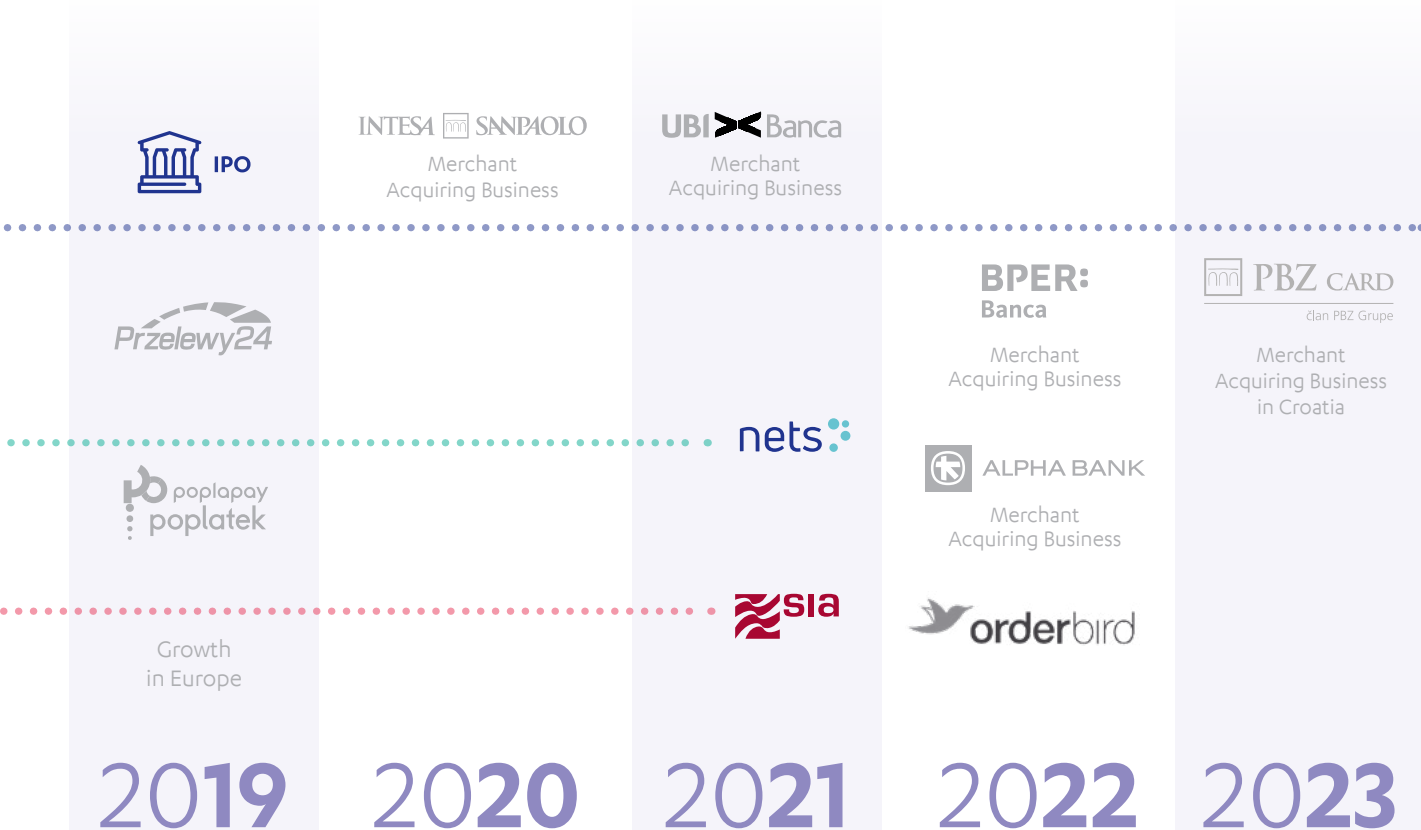 IPO
Przelewy24
poplapay
poplatek
Growth
in Europe
2019
INTESA SANPAOLO
Merchant
Acquiring Business
2020
UBI Banca
Merchant
Acquiring Business
nets
sia
2021
BPER:
Banca
Merchant
Acquiring Business
ALPHA BANK
Merchant
Acquiring Business
orderbird
2022
PBZ CARD
član PBZ Grupe
Merchant
Acquiring Business
in Croatia
2023